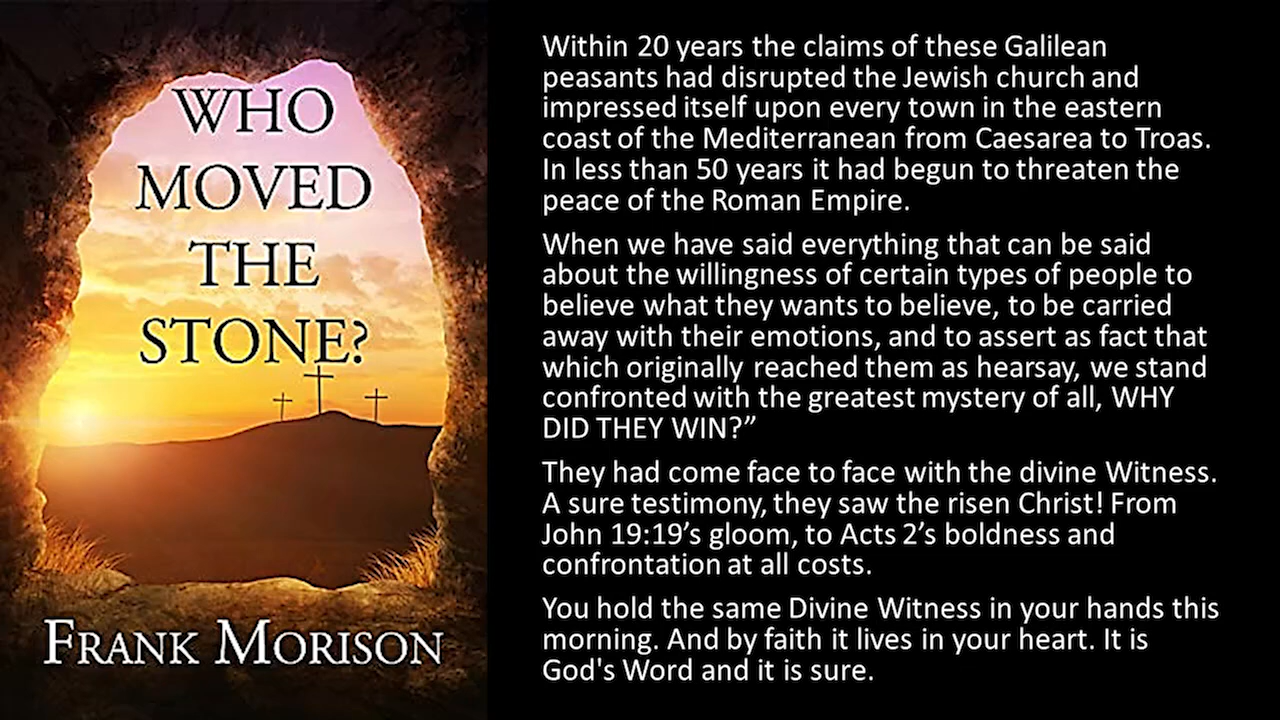 WHO
MOVED
THE
STONE?
FRANK MORISON
Within 20 years the claims of these Galilean
peasants had disrupted the Jewish church and
impressed itself upon every town in the eastern
coast of the Mediterranean from Caesarea to Troas.
In less than 50 years it had begun to threaten the
peace of the Roman Empire.
When we have said everything that can be said
about the willingness of certain types of people to
believe what they wants to believe, to be carried
away with their emotions, and to assert as fact that
which originally reached them as hearsay, we stand
confronted with the greatest mystery of all, WHY
DID THEY WIN?”
They had come face to face with the divine Witness.
A sure testimony, they saw the risen Christ! From
John 19:19’s gloom, to Acts 2’s boldness and
confrontation at all costs.
You hold the same Divine Witness in your hands this
morning. And by faith it lives in your heart. It is
God's Word and it is sure.